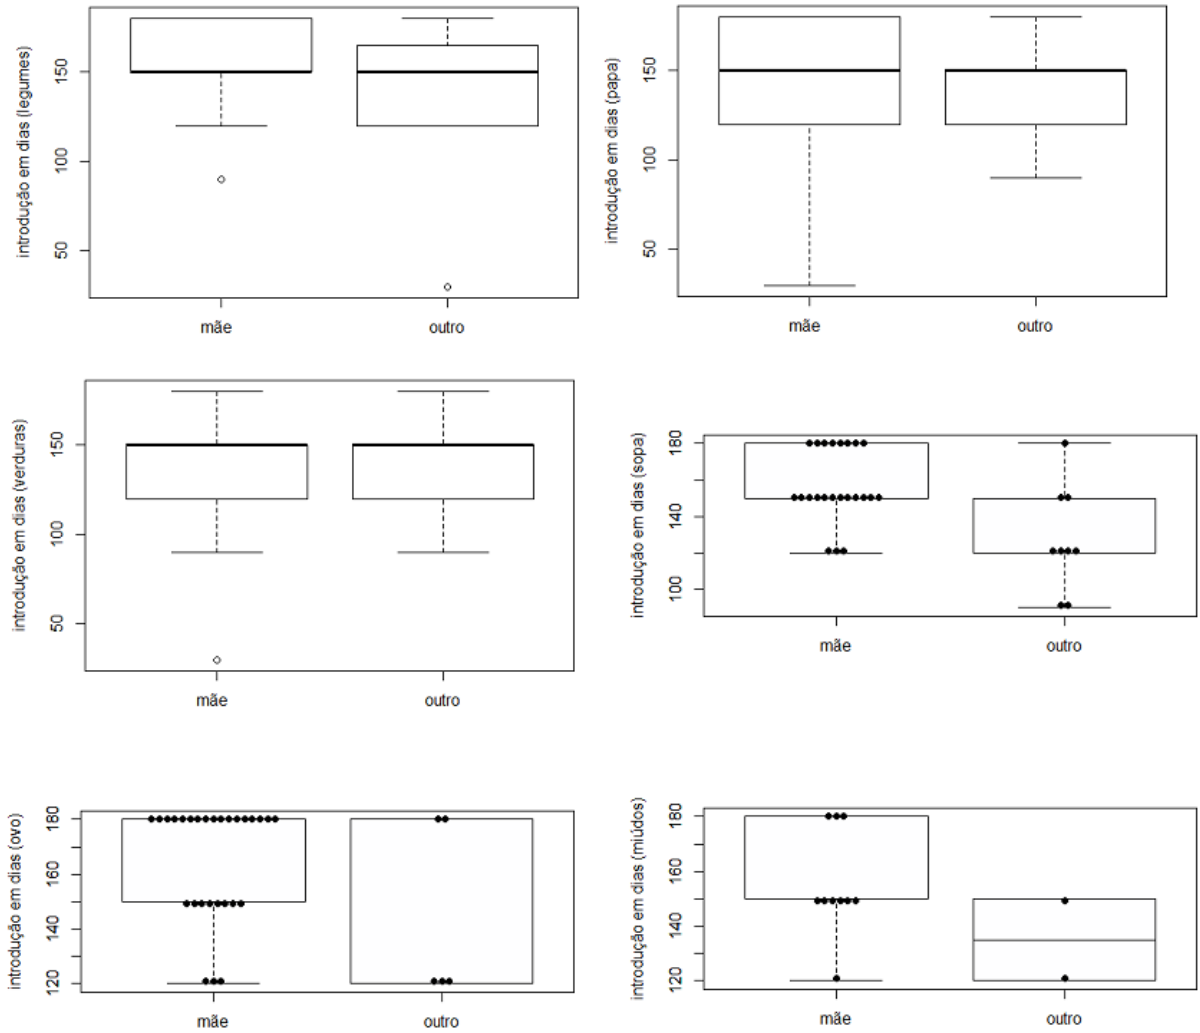 introdução em dias (legumes)
150
100
50
mãe
outro
introdução em dias (papa)
150
100
50
mãe
outro
introdução em dias (verduras)
150
100
50
mãe
outro
introdução em dias (sopa)
180
140
100
mãe
outro
introdução em dias (ovo)
180
160
140
120
mãe
outro
introdução em dias (miúdos)
180
160
140
120
mãe
outro